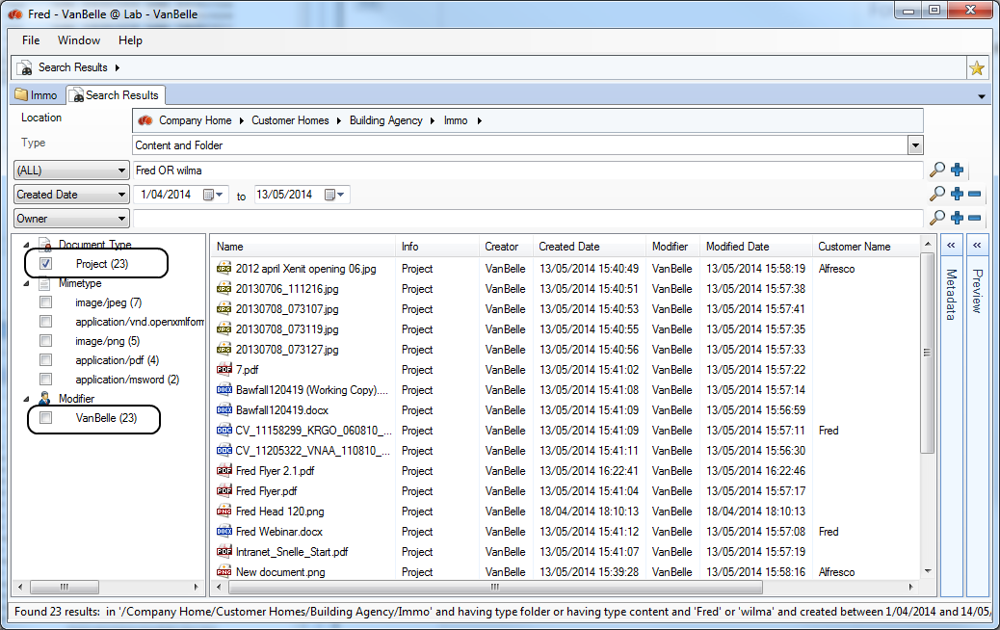 Fred - VanBelle @ Lab - VanBelle
File Window Help
Search Results
Immo Search Results
Location Company Home Customer Homes Building Agency Immo
Type Content and Folder
(ALL) Fred OR wilma
Created Date 1/04/2014 to 13/05/2014
Owner
Document Type
Project (23)
Mimetype
image/jpeg (7)
application/vnd.openxmlform
image/png (5)
application/pdf (4)
application/msword (2)
Modifier
VanBelle (23)
Name Info Creator Created Date Modifier Modified Date Customer Name
JPG 2012 april Xenit opening 06.jpg Project VanBelle 13/05/2014 15:40:49 VanBelle 13/05/2014 15:58:19 Alfresco
JPG 20130706_111216.jpg Project VanBelle 13/05/2014 15:40:51 VanBelle 13/05/2014 15:57:38
JPG 20130708_073107.jpg Project VanBelle 13/05/2014 15:40:53 VanBelle 13/05/2014 15:57:41
JPG 20130708_073119.jpg Project VanBelle 13/05/2014 15:40:55 VanBelle 13/05/2014 15:57:35
JPG 20130708_073127.jpg Project VanBelle 13/05/2014 15:40:56 VanBelle 13/05/2014 15:57:33
PDF 7.pdf Project VanBelle 13/05/2014 15:41:02 VanBelle 13/05/2014 15:57:22
DOCX Bawfall120419 (Working Copy).... Project VanBelle 13/05/2014 15:41:08 VanBelle 13/05/2014 15:57:14
DOCX Bawfall120419.docx Project VanBelle 13/05/2014 15:41:09 VanBelle 13/05/2014 15:56:59
DOC CV_11158299_KRGO_060810_... Project VanBelle 13/05/2014 15:41:09 VanBelle 13/05/2014 15:57:11 Fred
DOC CV_11205322_VNAA_110810_... Project VanBelle 13/05/2014 15:41:11 VanBelle 13/05/2014 15:56:30
PDF Fred Flyer 2.1.pdf Project VanBelle 13/05/2014 16:22:41 VanBelle 13/05/2014 16:22:46
PDF Fred Flyer.pdf Project VanBelle 13/05/2014 15:41:04 VanBelle 13/05/2014 15:57:17
PNG Fred Head 120.png Project VanBelle 18/04/2014 18:10:13 VanBelle 18/04/2014 18:10:13
DOCX Fred Webinar.docx Project VanBelle 13/05/2014 15:41:12 VanBelle 13/05/2014 15:57:08 Fred
PDF Intranet_Snelle_Start.pdf Project VanBelle 13/05/2014 15:41:07 VanBelle 13/05/2014 15:57:19
PNG New document.png Project VanBelle 13/05/2014 15:39:28 VanBelle 13/05/2014 15:58:16 Alfresco
Metadata
Preview
Found 23 results: in '/Company Home/Customer Homes/Building Agency/Immo' and having type folder or having type content and 'Fred' or 'wilma' and created between 1/04/2014 and 14/05/